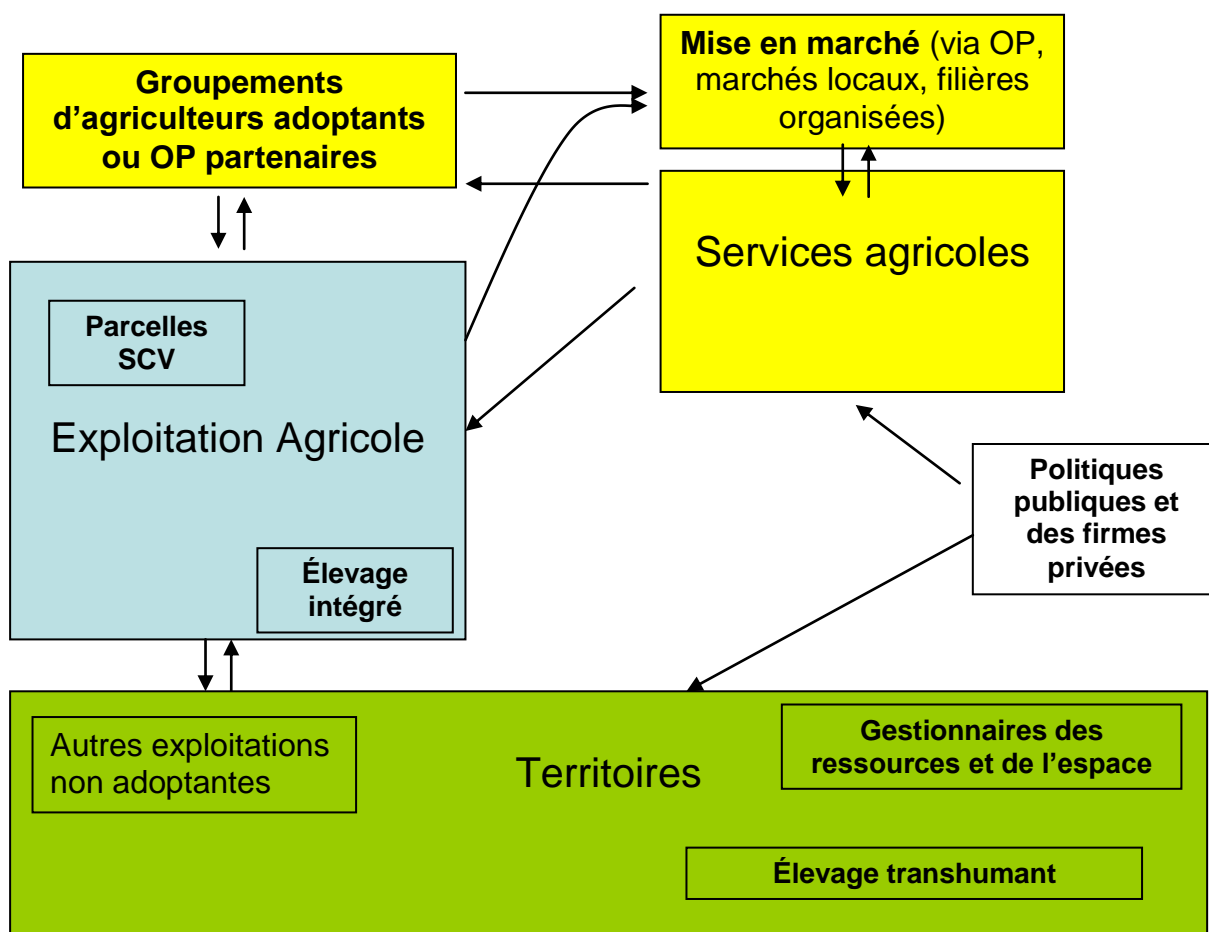 Groupements
d’agriculteurs adoptants
ou OP partenaires
Mise en marché (via OP,
marchés locaux, filières
organisées)
Services agricoles
Parcelles
SCV
Exploitation Agricole
Élevage
intégré
Politiques
publiques et
des firmes
privées
Autres exploitations
non adoptantes
Territoires
Gestionnaires des
ressources et de l’espace
Élevage transhumant